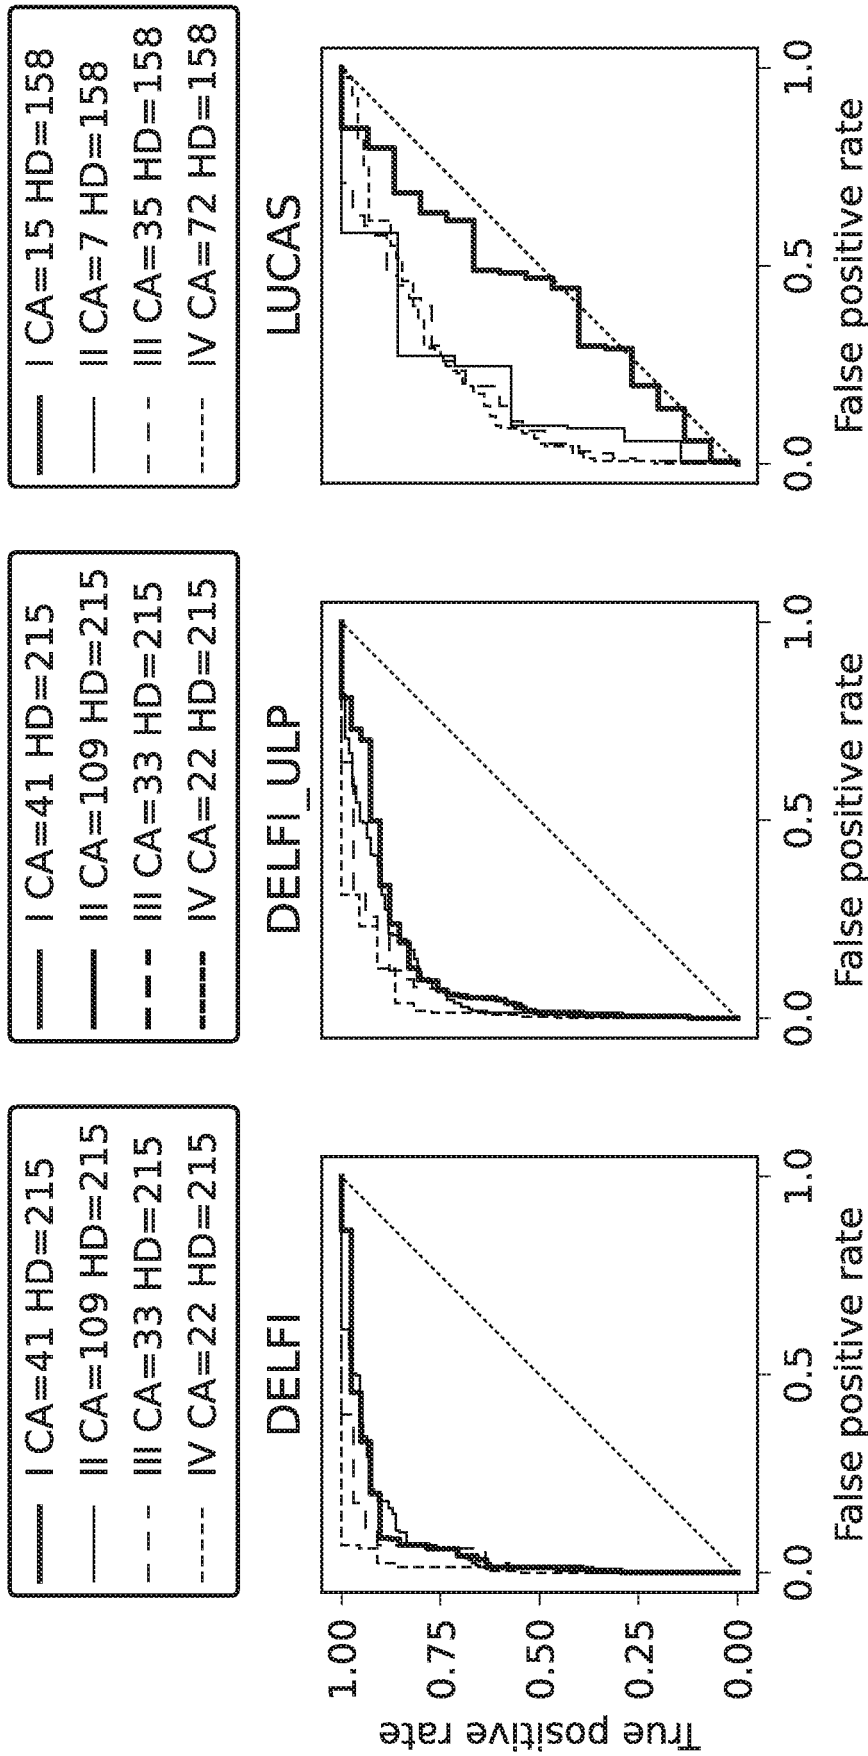 I CA=41 HD=215
II CA=109 HD=215
III CA=33 HD=215
IV CA=22 HD=215
DELFI
True positive rate
1.00
0.75
0.50
0.25
0.00
0.0
0.5
1.0
False positive rate
I CA=41 HD=215
II CA=109 HD=215
III CA=33 HD=215
IV CA=22 HD=215
DELFI_ULP
0.0
0.5
1.0
False positive rate
I CA=15 HD=158
II CA=7 HD=158
III CA=35 HD=158
IV CA=72 HD=158
LUCAS
0.0
0.5
1.0
False positive rate